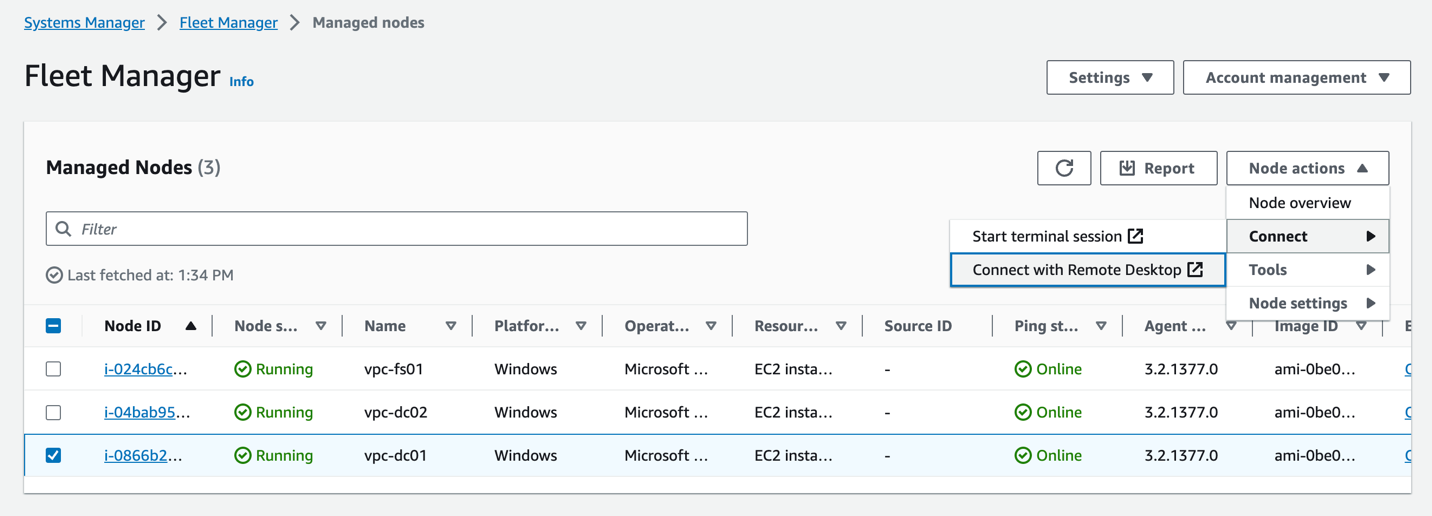 Systems Manager > Fleet Manager > Managed nodes
Fleet Manager Info
Settings Account management
Managed Nodes (3)
Report Node actions
Node overview
Filter
Start terminal session Connect
Connect with Remote Desktop Tools
Last fetched at: 1:34 PM
Node settings
Node ID Node s... Name Platfor... Operat... Resour... Source ID Ping st... Agent ... Image ID
i-024cb6c... Running vpc-fs01 Windows Microsoft ... EC2 insta... - Online 3.2.1377.0 ami-0be0...
i-04bab95... Running vpc-dc02 Windows Microsoft ... EC2 insta... - Online 3.2.1377.0 ami-0be0...
i-0866b2... Running vpc-dc01 Windows Microsoft ... EC2 insta... - Online 3.2.1377.0 ami-0be0...